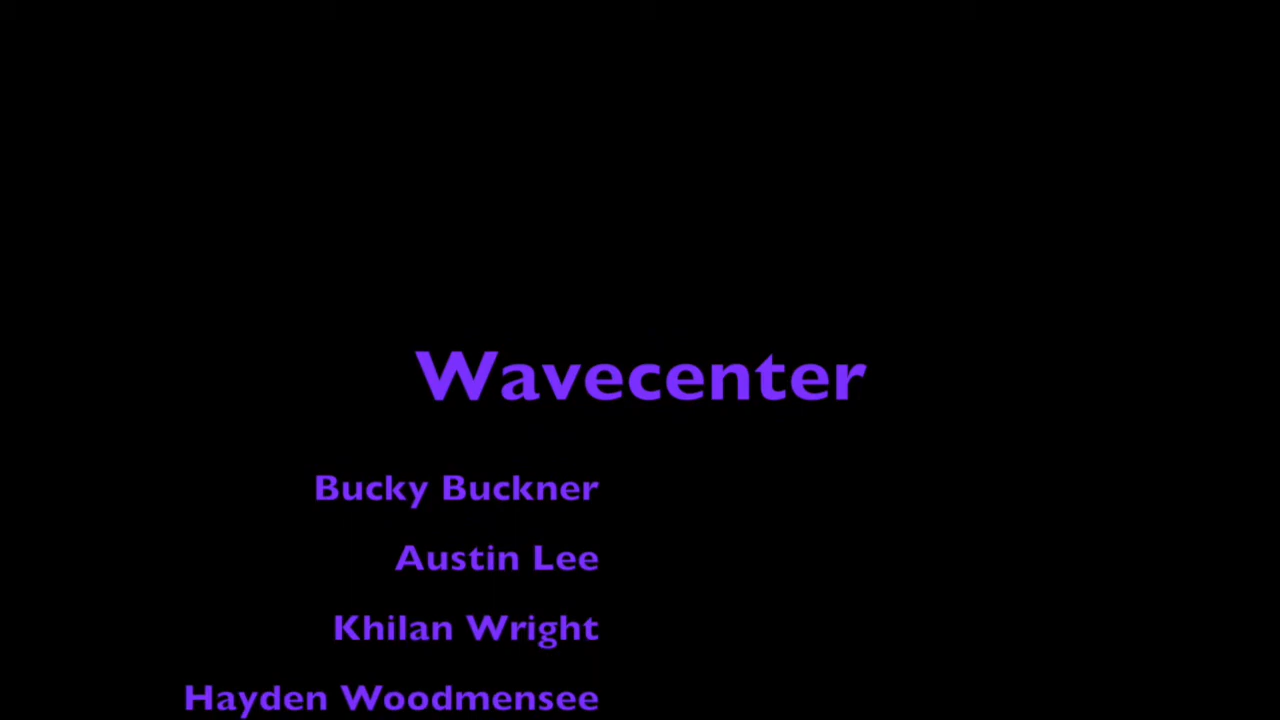 Wavecenter
Bucky Buckner
Austin Lee
Khilan Wright
Hayden Woodmensee